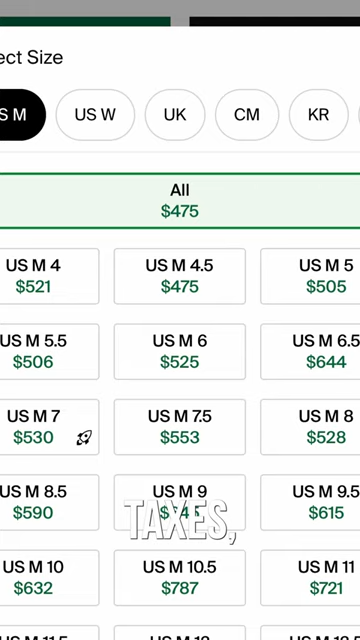 ect Size
S M US W UK CM KR
All
$475
US M 4 US M 4.5 US M 5
$521 $475 $505
US M 5.5 US M 6 US M 6.5
$506 $525 $644
US M 7 US M 7.5 US M 8
$530 $553 $528
US M 8.5 US M 9 US M 9.5
$590 $615
TAXES,
US M 10 US M 10.5 US M 11
$632 $787 $721